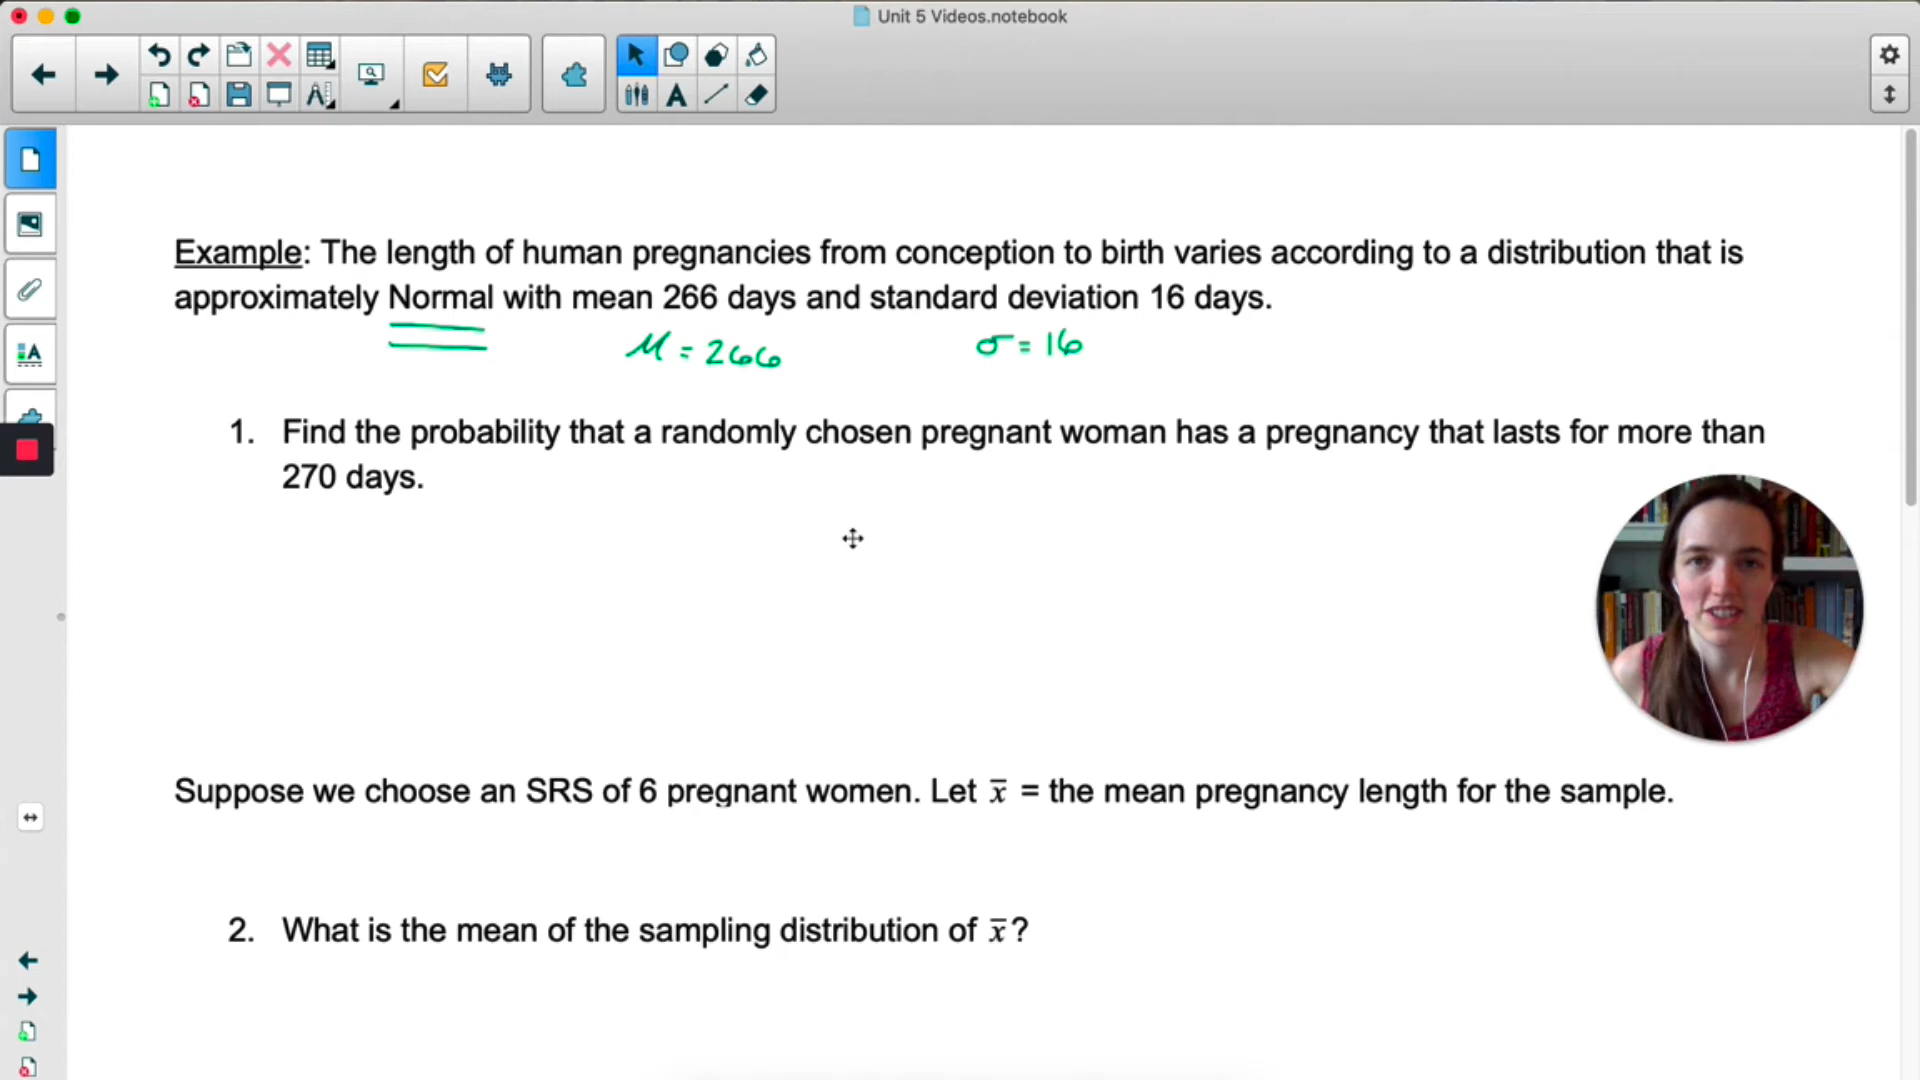 Unit 5 Videos.notebook
Example: The length of human pregnancies from conception to birth varies according to a distribution that is
approximately Normal with mean 266 days and standard deviation 16 days.
μ = 266 σ = 16
1. Find the probability that a randomly chosen pregnant woman has a pregnancy that lasts for more than
270 days.
Suppose we choose an SRS of 6 pregnant women. Let x̅ = the mean pregnancy length for the sample.
2. What is the mean of the sampling distribution of x̅?